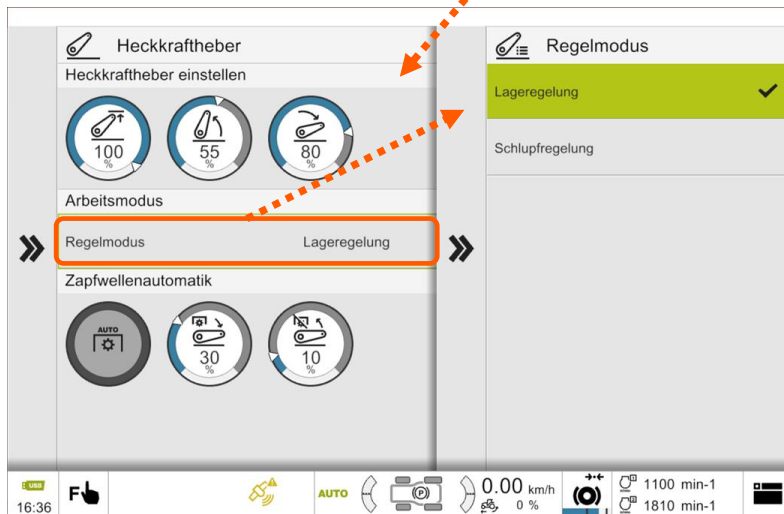 Heckkraftheber
Heckkraftheber einstellen
100
%
55
%
80
%
Arbeitsmodus
Regelmodus Lageregelung
Zapfwellenautomatik
AUTO
30
%
10
%
Regelmodus
Lageregelung
Schlupfregelung
USB
16:36
F
AUTO
P
0.00 km/h
0 %
1100 min-1
1810 min-1